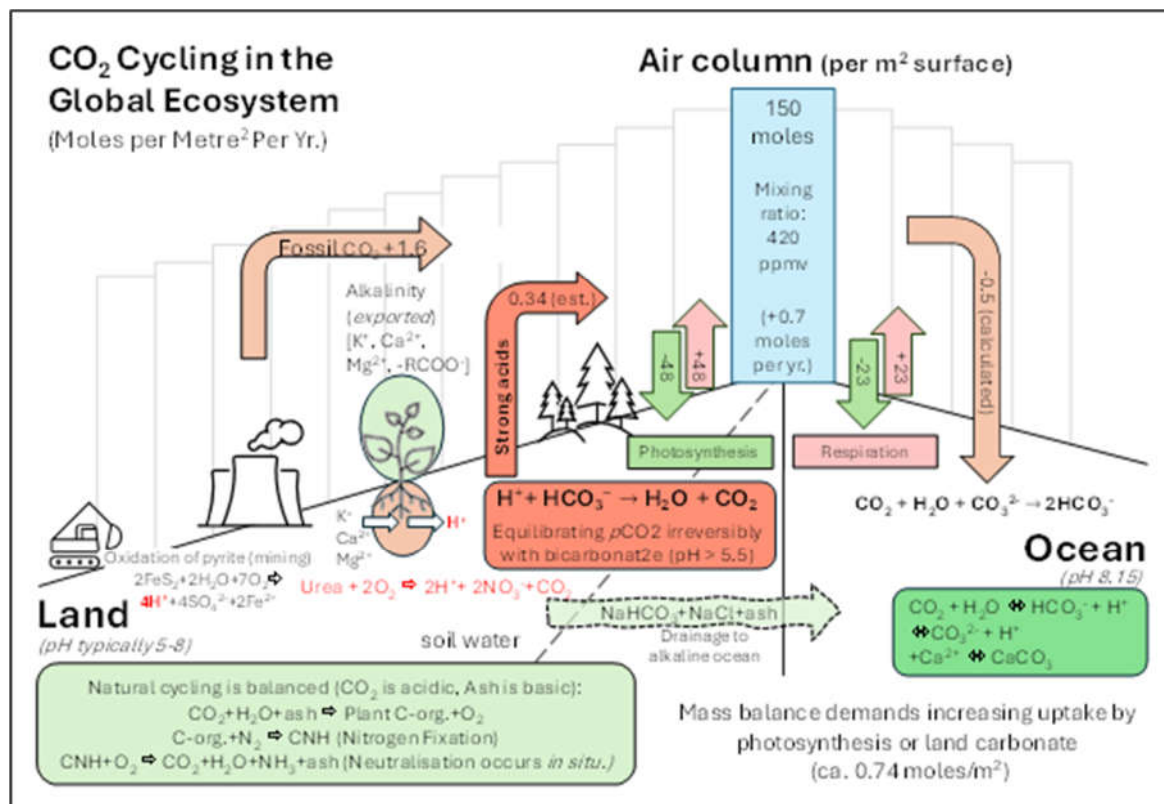 CO₂ Cycling in the
Global Ecosystem
(Moles per Metre² Per Yr.)
Air column (per m² surface)
150
moles
Mixing
ratio:
420
ppmv
(+0.7
moles
per yr.)
Fossil CO₂ +1.6
Alkalinity
(exported)
[K⁺, Ca²⁺,
Mg²⁺, -RCOO⁻]
0.34 (est.)
Strong acids
-48
+48
-23
+23
-0.5 (calculated)
Photosynthesis
Respiration
H⁺ + HCO₃⁻ → H₂O + CO₂
Equilibrating pCO2 irreversibly
with bicarbonat2e (pH > 5.5)
CO₂ + H₂O + CO₃²⁻ → 2HCO₃⁻
K⁺
Ca²⁺
Mg²⁺
H⁺
Oxidation of pyrite (mining)
2FeS₂+2H₂O+7O₂⇨
4H⁺+4SO₄²⁻+2Fe²⁺
Urea + 2O₂ ⇨ 2H⁺+ 2NO₃⁻+ CO₂
Land
(pH typically 5-8)
soil water
NaHCO₃+NaCl+ash
Drainage to
alkaline ocean
Ocean
(pH 8.15)
CO₂ + H₂O ⇔ HCO₃⁻ + H⁺
⇔CO₃²⁻ + H⁺
+Ca²⁺ ⇔ CaCO₃
Natural cycling is balanced (CO₂ is acidic, Ash is basic):
CO₂+H₂O+ash ⇨ Plant C-org.+O₂
C-org.+N₂ ⇨ CNH (Nitrogen Fixation)
CNH+O₂ ⇨ CO₂+H₂O+NH₃+ash (Neutralisation occurs in situ.)
Mass balance demands increasing uptake by
photosynthesis or land carbonate
(ca. 0.74 moles/m²)